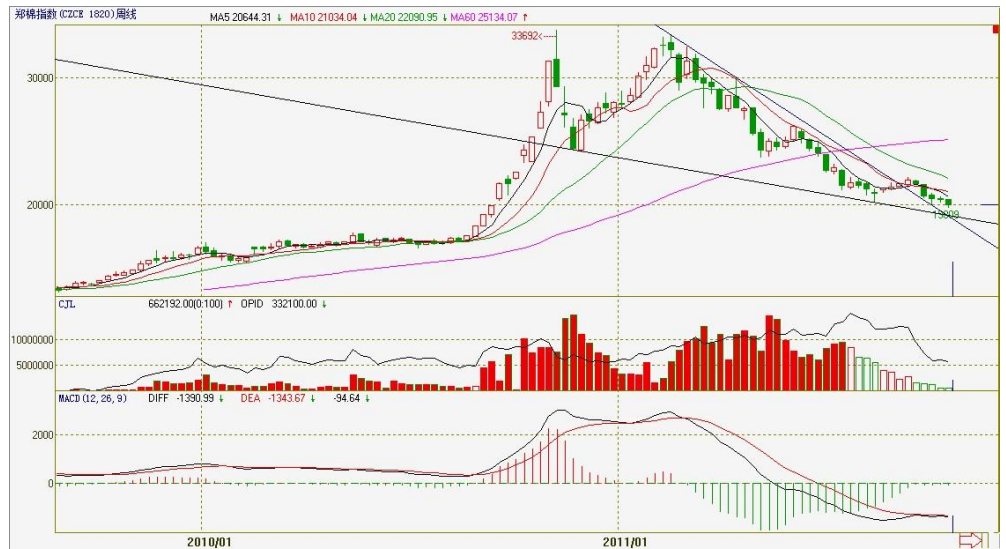 郑棉指数(CZCE 1820)周线 MA5 20644.31 ↓ MA10 21034.04 ↓ MA20 22090.95 ↓ MA60 25134.07 ↑
33692
30000
20000
CJL 662192.00(0:100) ↑ OPID 332100.00 ↓
10000000
5000000
MACD(12,26,9) DIFF -1390.99 ↓ DEA -1343.67 ↓ -94.64 ↓
2000
0
2010/01 2011/01